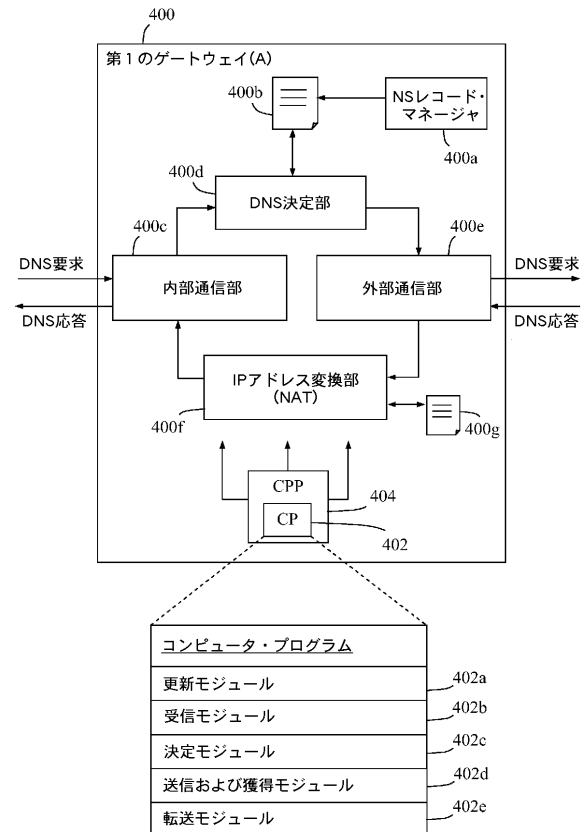 400
第1のゲートウェイ(A)
400b
NSレコード・
マネージャ
400a
400d
DNS決定部
400c
400e
DNS要求
内部通信部
外部通信部
DNS要求
DNS応答
DNS応答
IPアドレス変換部
(NAT)
400f
400g
CPP
404
CP
402
コンピュータ・プログラム
更新モジュール
402a
受信モジュール
402b
決定モジュール
402c
送信および獲得モジュール
402d
転送モジュール
402e